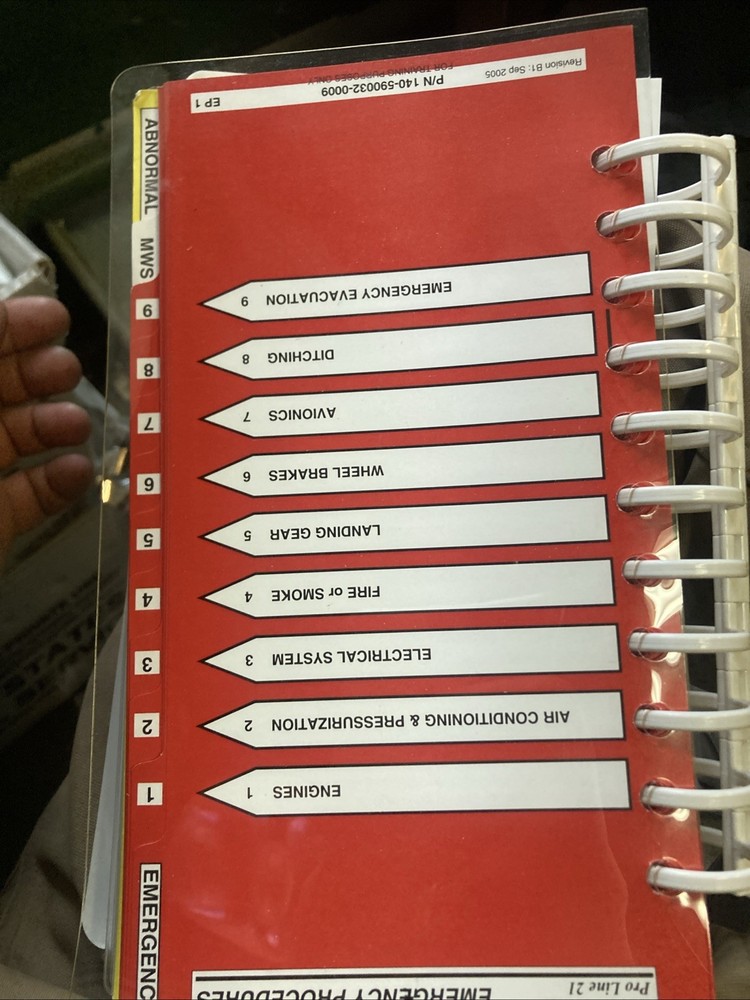 Pro Line 21
EMERGENCY PROCEDURES
1 ENGINES
2 AIR CONDITIONING & PRESSURIZATION
3 ELECTRICAL SYSTEM
4 FIRE or SMOKE
5 LANDING GEAR
6 WHEEL BRAKES
7 AVIONICS
8 DITCHING
9 EMERGENCY EVACUATION
EP 1
P/N 140-590032-0009
FOR TRAINING PURPOSES ONLY
Revision B1: Sep 2005
EMERGENC
1
2
3
4
5
6
7
8
9
MWS
ABNORMAL